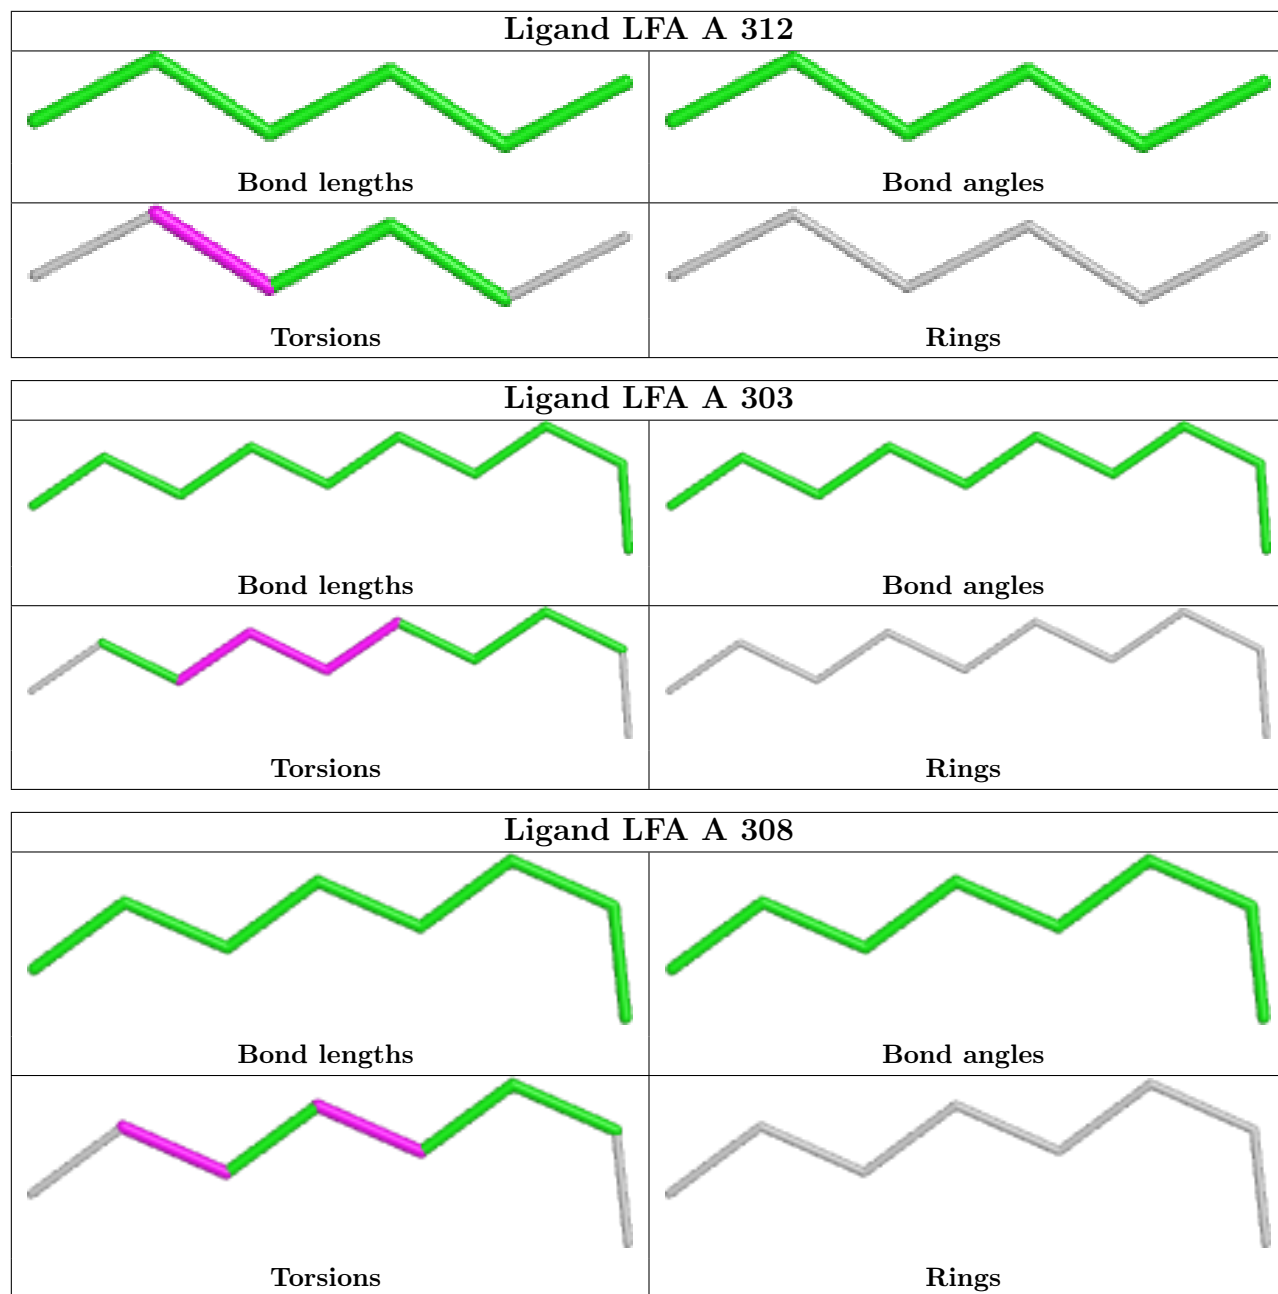 Ligand LFA A 312
Bond lengths
Bond angles
Torsions
Rings
Ligand LFA A 303
Bond lengths
Bond angles
Torsions
Rings
Ligand LFA A 308
Bond lengths
Bond angles
Torsions
Rings